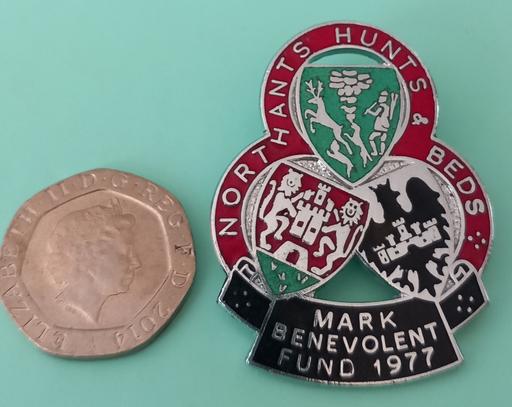 NORTHANTS HUNTS & BEDS
MARK
BENEVOLENT
FUND 1977
ELIZABETH II D·G·REG·F·D·2014